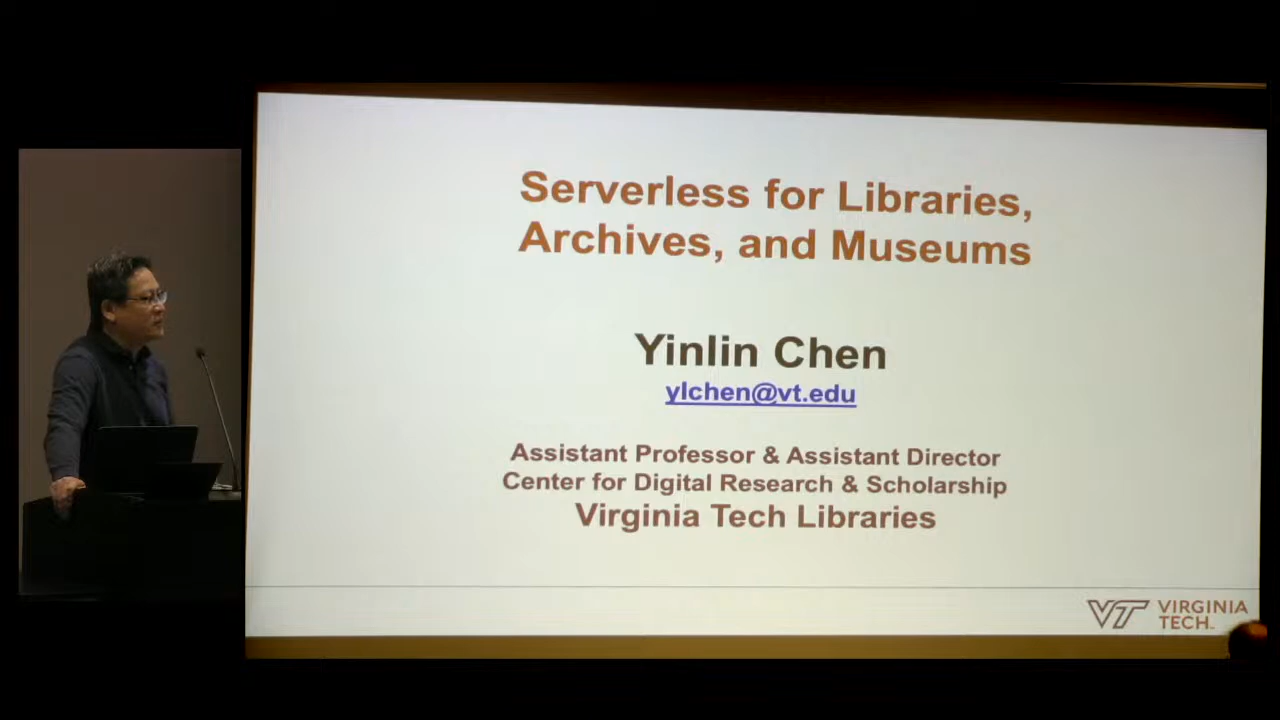 Serverless for Libraries,
Archives, and Museums
Yinlin Chen
ylchen@vt.edu
Assistant Professor & Assistant Director
Center for Digital Research & Scholarship
Virginia Tech Libraries
VT VIRGINIA
TECH